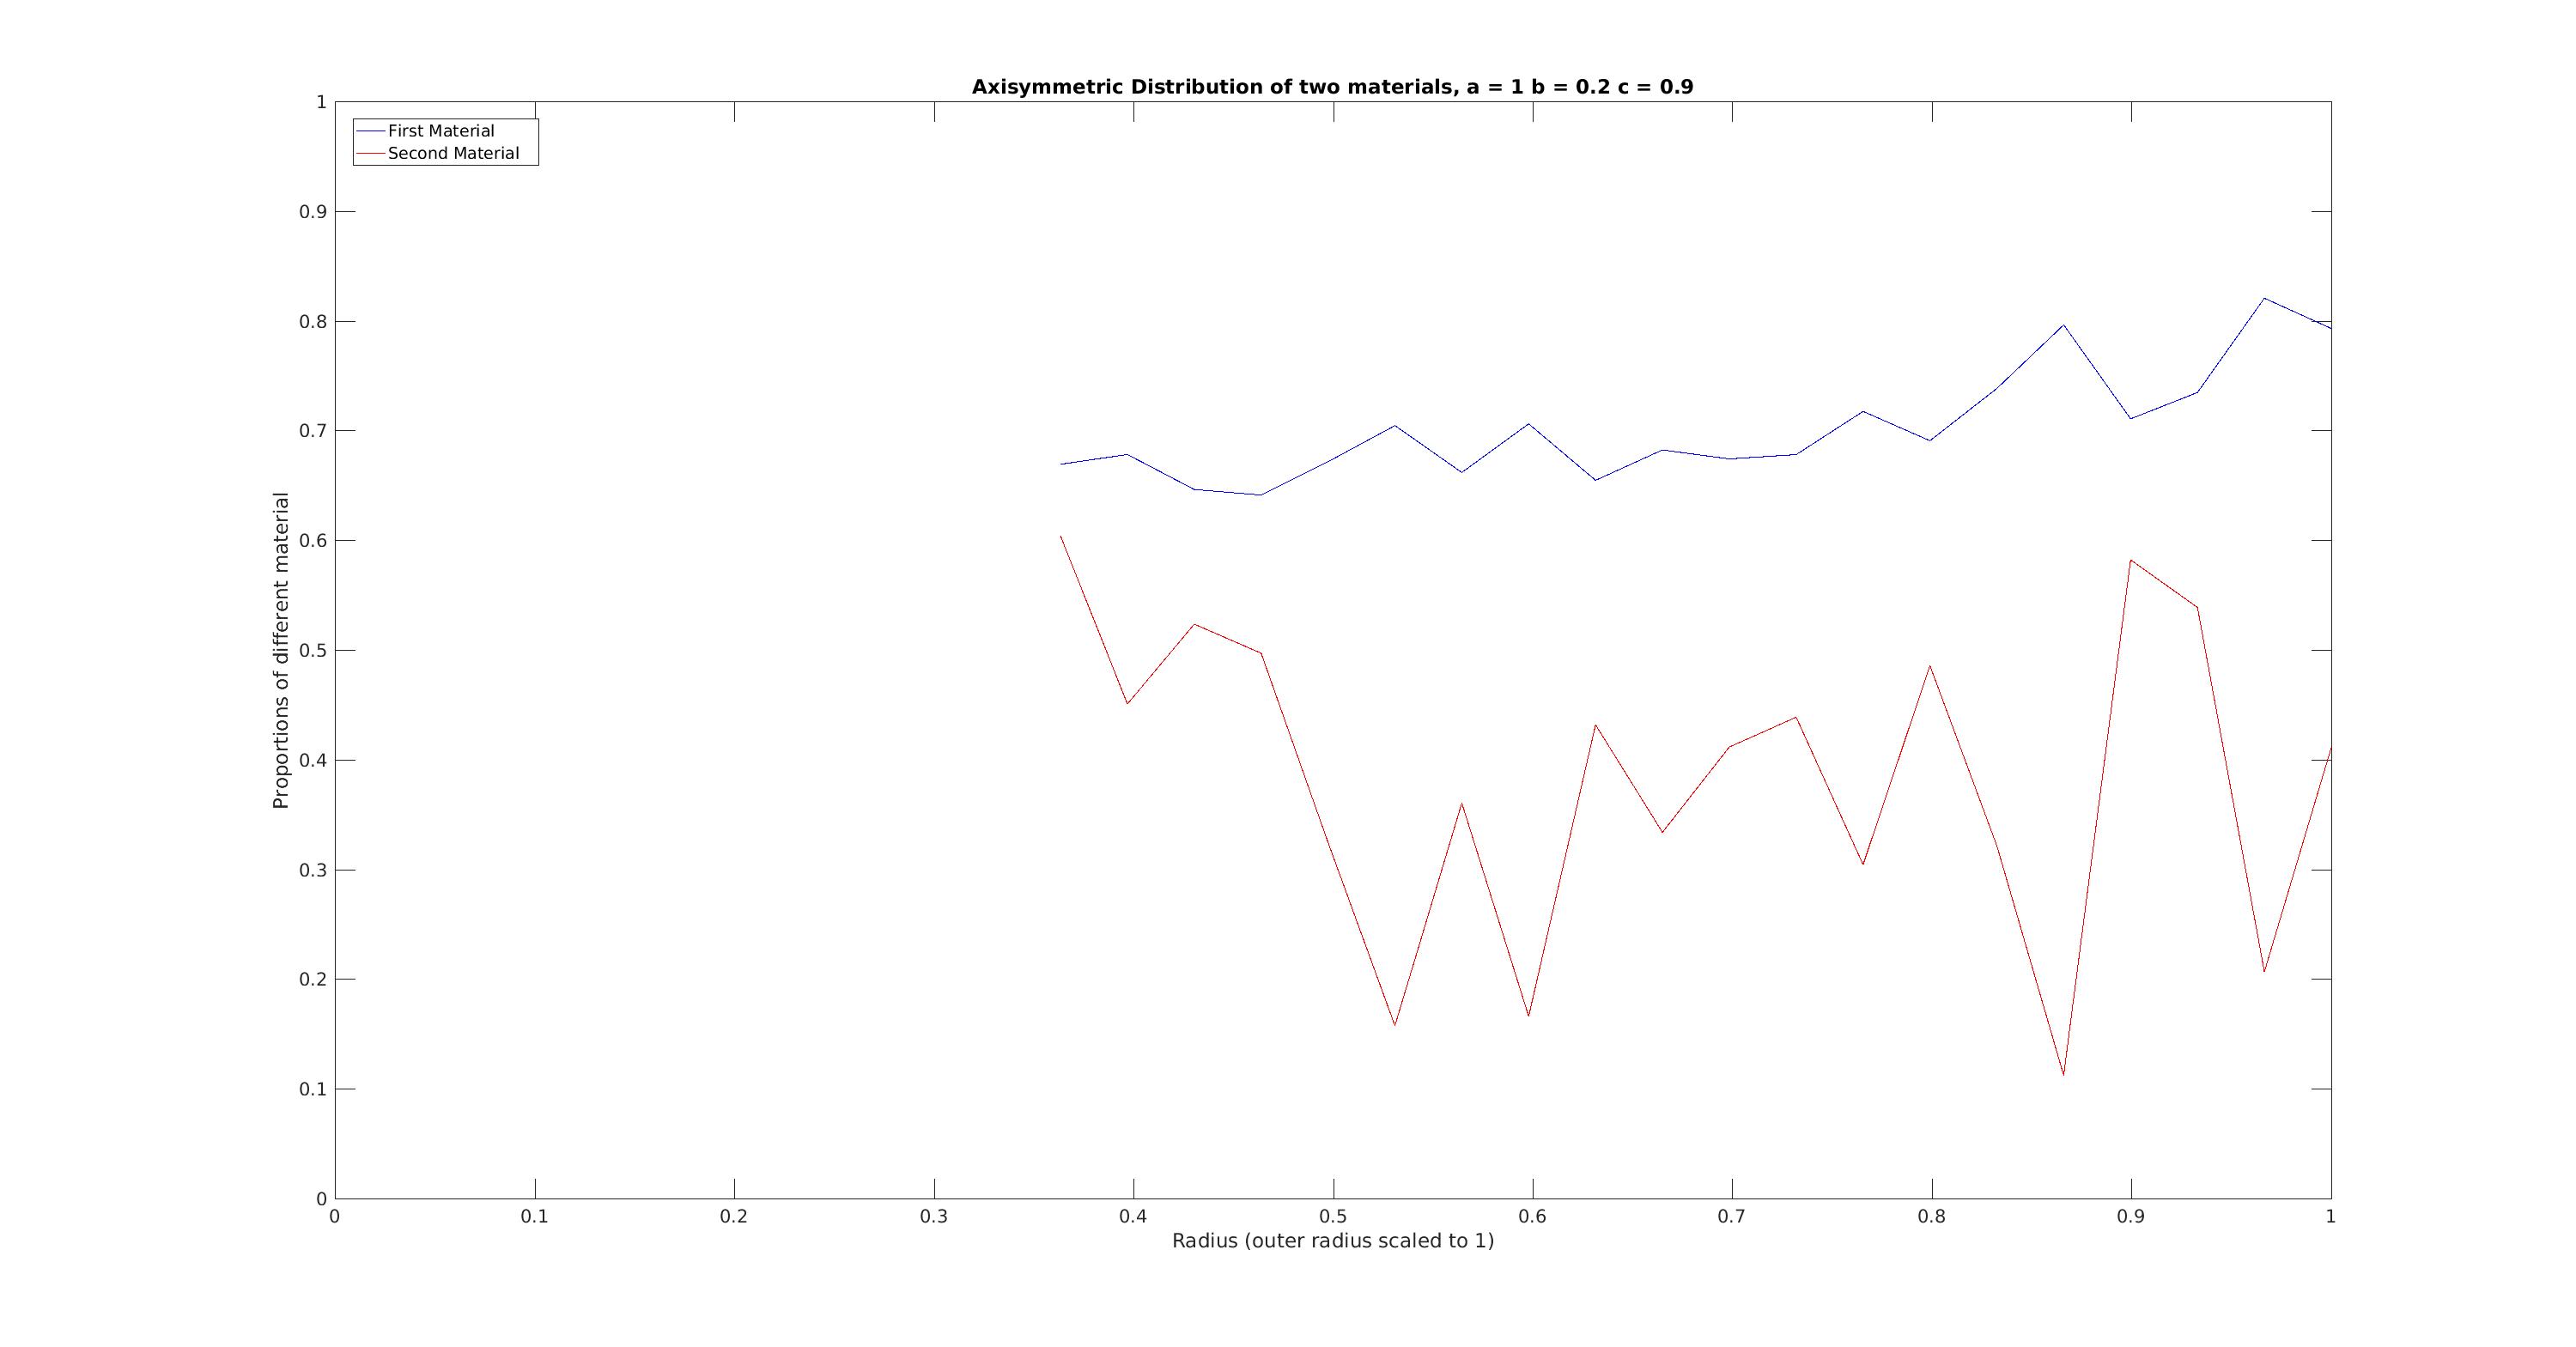 Axisymmetric Distribution of two materials, a = 1 b = 0.2 c = 0.9
First Material
Second Material
1
0.9
0.8
0.7
0.6
0.5
0.4
0.3
0.2
0.1
0
Proportions of different material
0 0.1 0.2 0.3 0.4 0.5 0.6 0.7 0.8 0.9 1
Radius (outer radius scaled to 1)